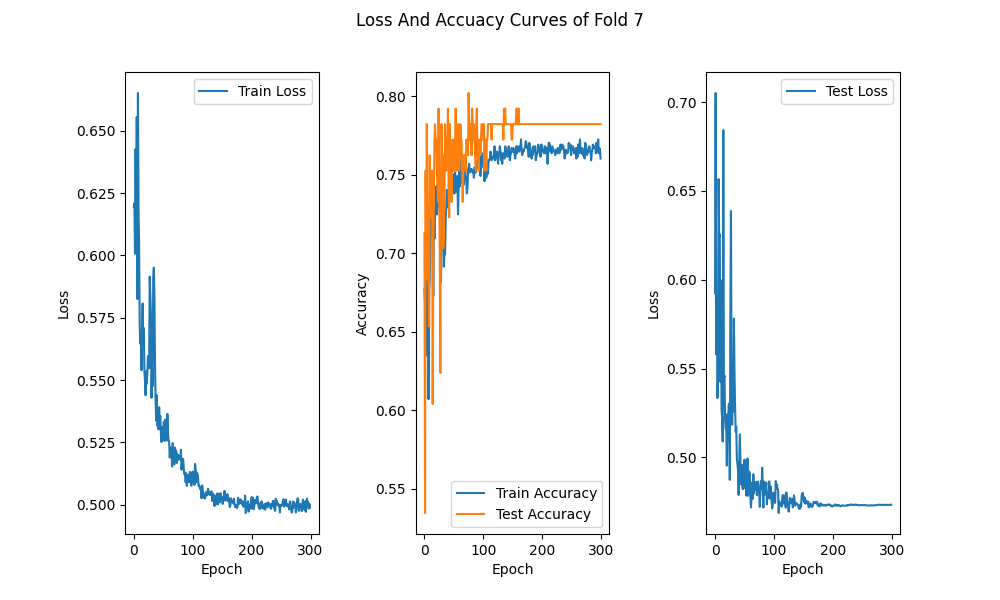 Loss And Accuacy Curves of Fold 7
Train Loss
0.650
0.625
0.600
0.575
0.550
0.525
0.500
Loss
0 100 200 300
Epoch
0.80
0.75
0.70
0.65
0.60
0.55
Accuracy
Train Accuracy
Test Accuracy
0 100 200 300
Epoch
Test Loss
0.70
0.65
0.60
0.55
0.50
Loss
0 100 200 300
Epoch